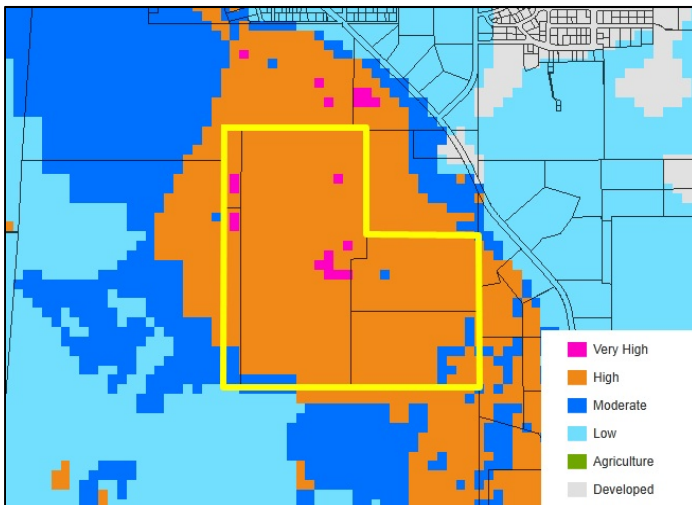 Very High
High
Moderate
Low
Agriculture
Developed